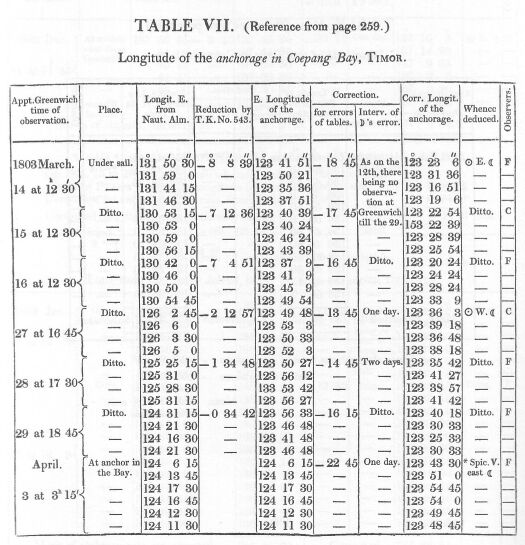 TABLE VII. (Reference from page 259.)
Longitude of the anchorage in Coepang Bay, TIMOR.
Appt. Greenwich time of observation. Place. Longit. E. from Naut. Alm. Reduction by T.K. No. 543. E. Longitude of the anchorage. Correction. for errors of tables. Interv. of ☽'s error. Corr. Longit. of the anchorage. Whence deduced. Observers.
° ′ ″ ° ′ ″ ° ′ ″ ′ ″ ° ′ ″
1803 March. Under sail. 131 50 30 — 8 8 39 123 41 51 — 18 45 As on the 123 23 6 ⊙ E. ☾ F
131 59 0 — 123 50 21 — 12th, there 123 31 36 —
h ′
14 at 12 30 — 131 44 15 — 123 35 36 — being no 123 16 51 —
— 131 46 30 — 123 37 51 — observa- 123 19 6 —
tion at
Ditto. 130 53 15 — 7 12 36 123 40 39 — 17 45 Greenwich 123 22 54 Ditto. C
— 130 53 0 — 123 40 24 — till the 29. 153 22 39 —
15 at 12 30 — 130 59 0 — 123 46 24 — — 123 28 39 —
— 130 56 15 — 123 43 39 — — 123 25 54 —
Ditto. 130 42 0 — 7 4 51 123 37 9 — 16 45 Ditto. 123 20 24 Ditto. F
— 130 46 0 — 123 41 9 — — 123 24 24 —
16 at 12 30 — 130 50 0 — 123 45 9 — — 123 28 24 —
— 130 54 45 — 123 49 54 — — 123 33 9 —
Ditto. 126 2 45 — 2 12 57 123 49 48 — 13 45 One day. 123 36 3 ⊙ W. ☾ C
— 126 6 0 — 123 53 3 — — 123 39 18 —
27 at 16 45 — 126 3 30 — 123 50 33 — — 123 36 48 —
— 126 5 0 — 123 52 3 — — 123 38 18 —
Ditto. 125 25 15 — 1 34 48 123 50 27 — 14 45 Two days. 123 35 42 Ditto. F
— 125 31 0 — 123 56 12 — — 123 41 27 —
28 at 17 30 — 125 28 30 — 133 53 42 — — 123 38 57 —
— 125 31 15 — 123 56 27 — — 123 41 42 —
Ditto. 124 31 15 — 0 34 42 123 56 33 — 16 15 Ditto. 123 40 18 Ditto. F
— 124 21 30 — 123 46 48 — — 123 30 33 —
29 at 18 45 — 124 16 30 — 123 41 48 — — 123 25 33 —
— 124 21 30 — 123 46 48 — — 123 30 33 —
April. At anchor in the Bay. 124 6 15 124 6 15 — 22 45 One day. 123 43 30 * Spic. V. east ☾ F
124 13 45 124 13 45 — — 123 51 0
3 at 3ʰ 15′ — 124 17 30 124 17 30 — — 123 54 45 —
— 124 16 45 124 16 45 — — 123 54 0 —
— 124 12 30 124 12 30 — — 123 49 45 —
— 124 11 30 124 11 30 — — 123 48 45 —